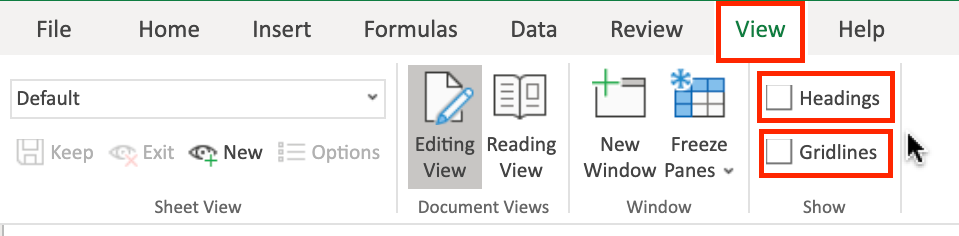 File Home Insert Formulas Data Review View Help
Default
Keep Exit New Options
Sheet View
Editing View
Reading View
Document Views
New Window
Freeze Panes
Window
Headings
Gridlines
Show